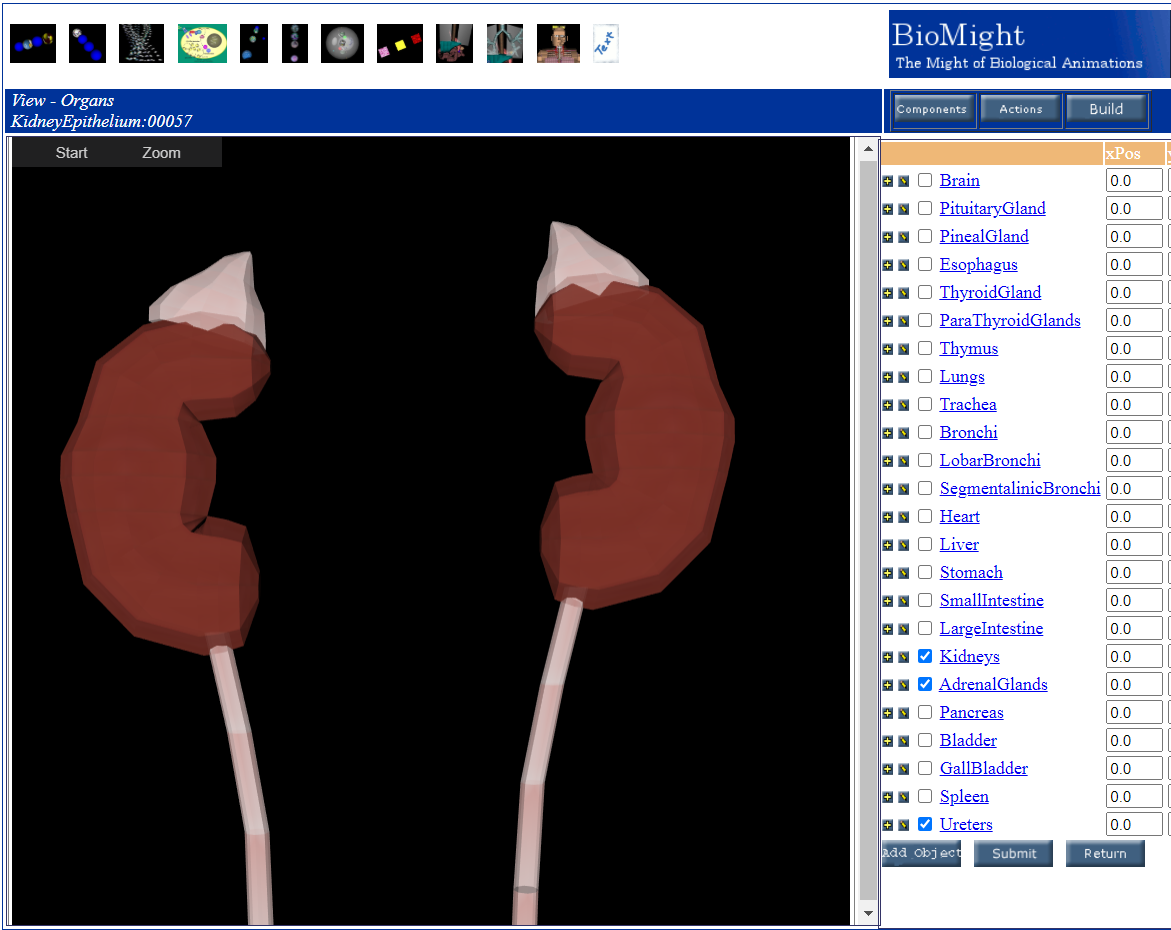 Text
BioMight
The Might of Biological Animations
View - Organs
KidneyEpithelium:00057
Components
Actions
Build
Start
Zoom
xPos
Brain 0.0
PituitaryGland 0.0
PinealGland 0.0
Esophagus 0.0
ThyroidGland 0.0
ParaThyroidGlands 0.0
Thymus 0.0
Lungs 0.0
Trachea 0.0
Bronchi 0.0
LobarBronchi 0.0
SegmentalinicBronchi 0.0
Heart 0.0
Liver 0.0
Stomach 0.0
SmallIntestine 0.0
LargeIntestine 0.0
Kidneys 0.0
AdrenalGlands 0.0
Pancreas 0.0
Bladder 0.0
GallBladder 0.0
Spleen 0.0
Ureters 0.0
Add Object
Submit
Return